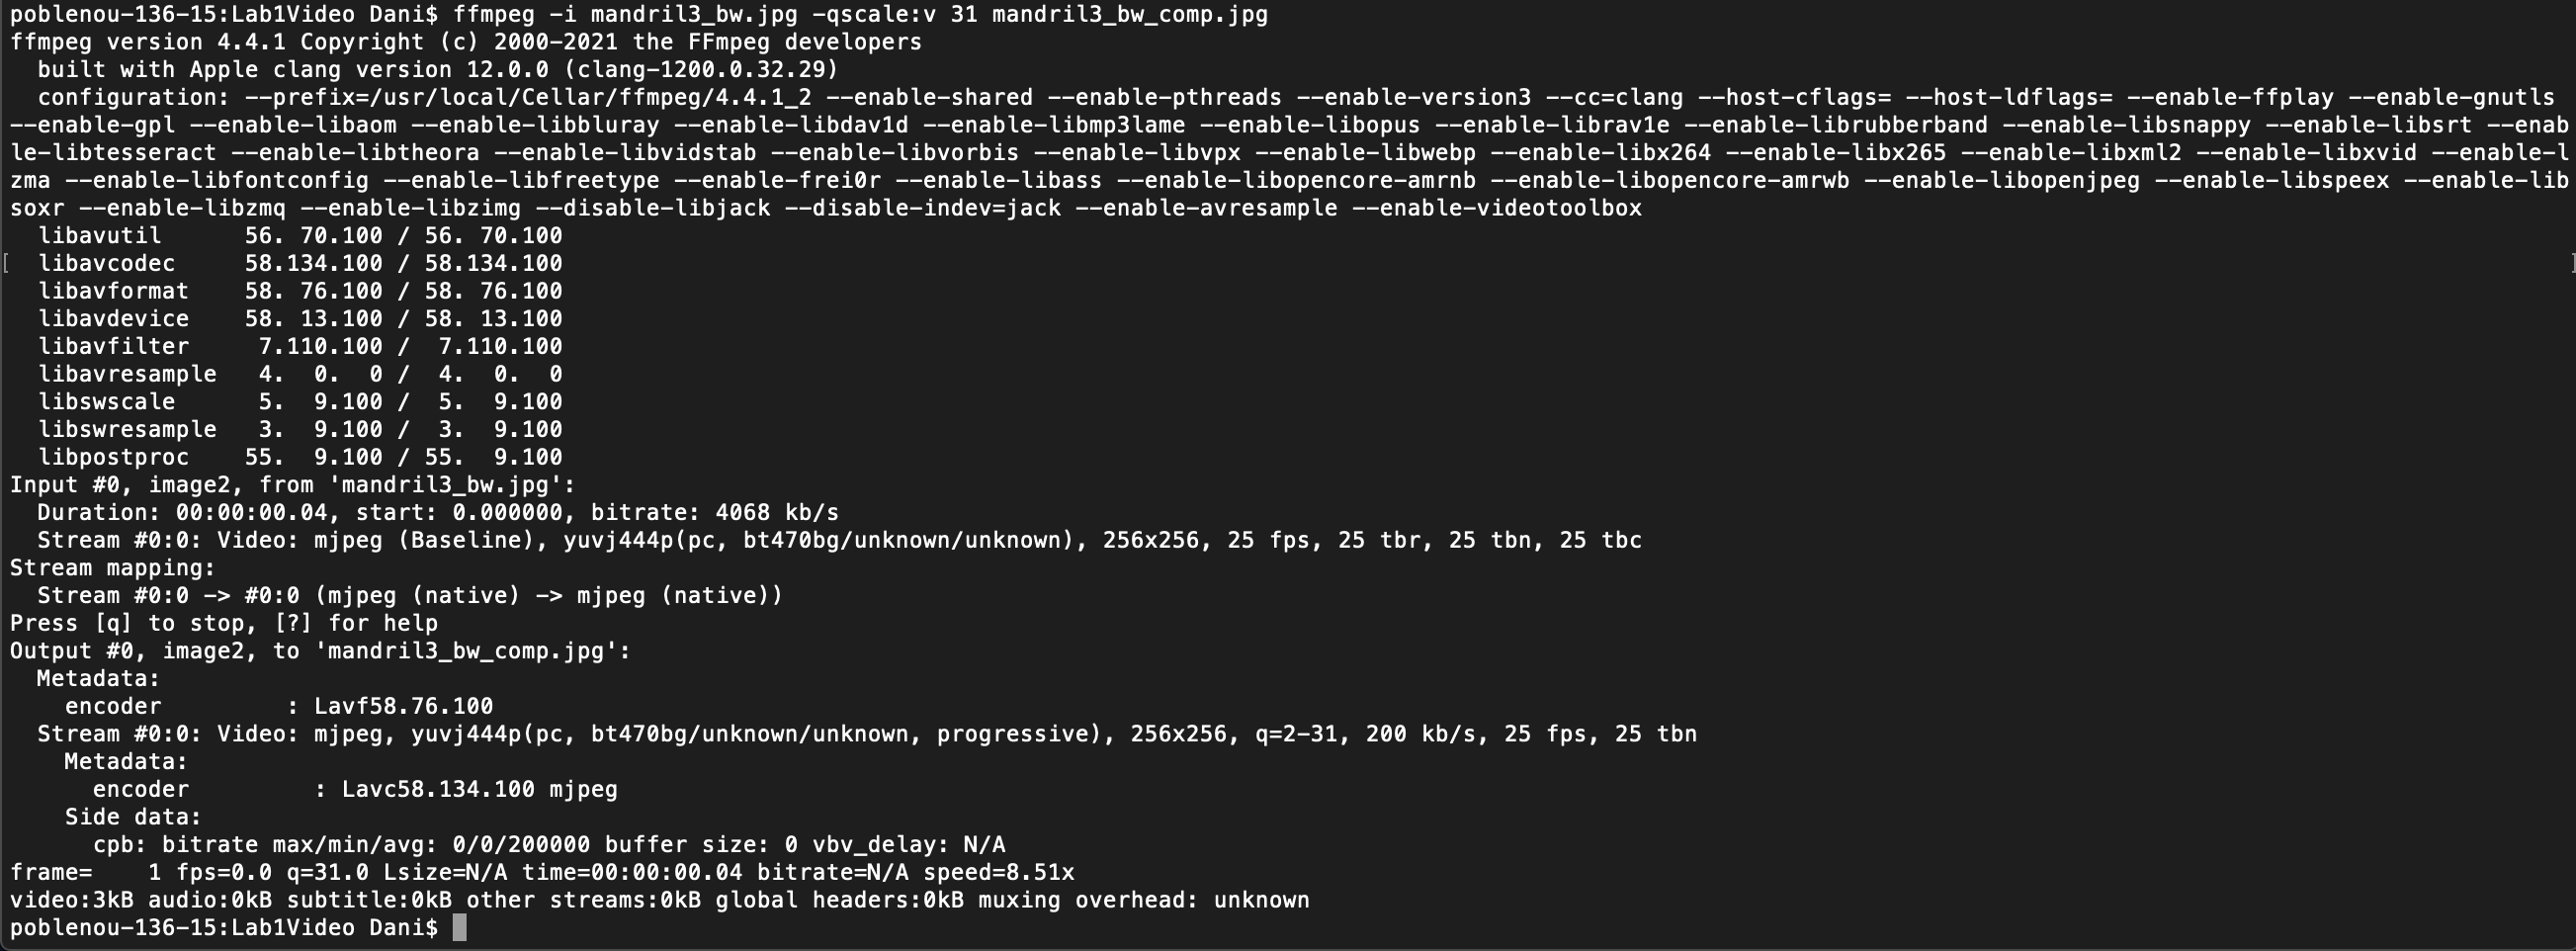 poblenou-136-15:Lab1Video Dani$ ffmpeg -i mandril3_bw.jpg -qscale:v 31 mandril3_bw_comp.jpg
ffmpeg version 4.4.1 Copyright (c) 2000-2021 the FFmpeg developers
  built with Apple clang version 12.0.0 (clang-1200.0.32.29)
  configuration: --prefix=/usr/local/Cellar/ffmpeg/4.4.1_2 --enable-shared --enable-pthreads --enable-version3 --cc=clang --host-cflags= --host-ldflags= --enable-ffplay --enable-gnutls
--enable-gpl --enable-libaom --enable-libbluray --enable-libdav1d --enable-libmp3lame --enable-libopus --enable-librav1e --enable-librubberband --enable-libsnappy --enable-libsrt --enab
le-libtesseract --enable-libtheora --enable-libvidstab --enable-libvorbis --enable-libvpx --enable-libwebp --enable-libx264 --enable-libx265 --enable-libxml2 --enable-libxvid --enable-l
zma --enable-libfontconfig --enable-libfreetype --enable-frei0r --enable-libass --enable-libopencore-amrnb --enable-libopencore-amrwb --enable-libopenjpeg --enable-libspeex --enable-lib
soxr --enable-libzmq --enable-libzimg --disable-libjack --disable-indev=jack --enable-avresample --enable-videotoolbox
  libavutil      56. 70.100 / 56. 70.100
[ libavcodec     58.134.100 / 58.134.100 ]
  libavformat    58. 76.100 / 58. 76.100
  libavdevice    58. 13.100 / 58. 13.100
  libavfilter     7.110.100 /  7.110.100
  libavresample   4.  0.  0 /  4.  0.  0
  libswscale      5.  9.100 /  5.  9.100
  libswresample   3.  9.100 /  3.  9.100
  libpostproc    55.  9.100 / 55.  9.100
Input #0, image2, from 'mandril3_bw.jpg':
  Duration: 00:00:00.04, start: 0.000000, bitrate: 4068 kb/s
  Stream #0:0: Video: mjpeg (Baseline), yuvj444p(pc, bt470bg/unknown/unknown), 256x256, 25 fps, 25 tbr, 25 tbn, 25 tbc
Stream mapping:
  Stream #0:0 -> #0:0 (mjpeg (native) -> mjpeg (native))
Press [q] to stop, [?] for help
Output #0, image2, to 'mandril3_bw_comp.jpg':
  Metadata:
    encoder         : Lavf58.76.100
  Stream #0:0: Video: mjpeg, yuvj444p(pc, bt470bg/unknown/unknown, progressive), 256x256, q=2-31, 200 kb/s, 25 fps, 25 tbn
    Metadata:
      encoder         : Lavc58.134.100 mjpeg
    Side data:
      cpb: bitrate max/min/avg: 0/0/200000 buffer size: 0 vbv_delay: N/A
frame=    1 fps=0.0 q=31.0 Lsize=N/A time=00:00:00.04 bitrate=N/A speed=8.51x
video:3kB audio:0kB subtitle:0kB other streams:0kB global headers:0kB muxing overhead: unknown
poblenou-136-15:Lab1Video Dani$